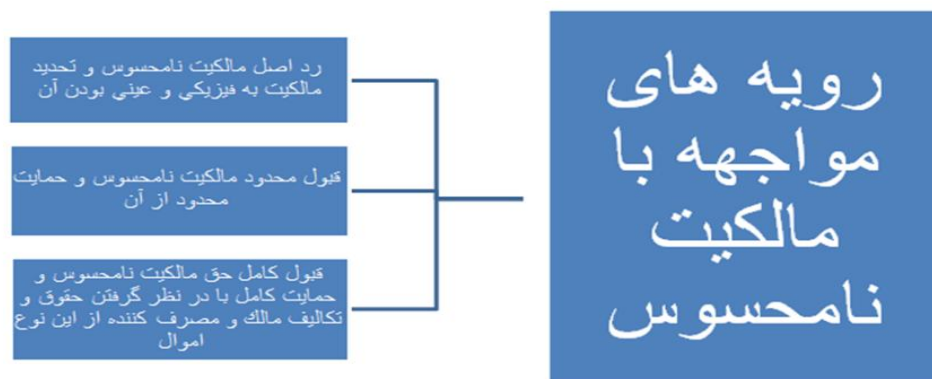 رویه های
مواجهه با
مالکیت
نامحسوس
رد اصل مالکیت نامحسوس و تحدید
مالکیت به فیزیکی و عینی بودن آن
قبول محدود مالکیت نامحسوس و حمایت
محدود از آن
قبول کامل حق مالکیت نامحسوس و
حمایت کامل با در نظر گرفتن حقوق و
تکالیف مالك و مصرف کننده از این نوع
اموال